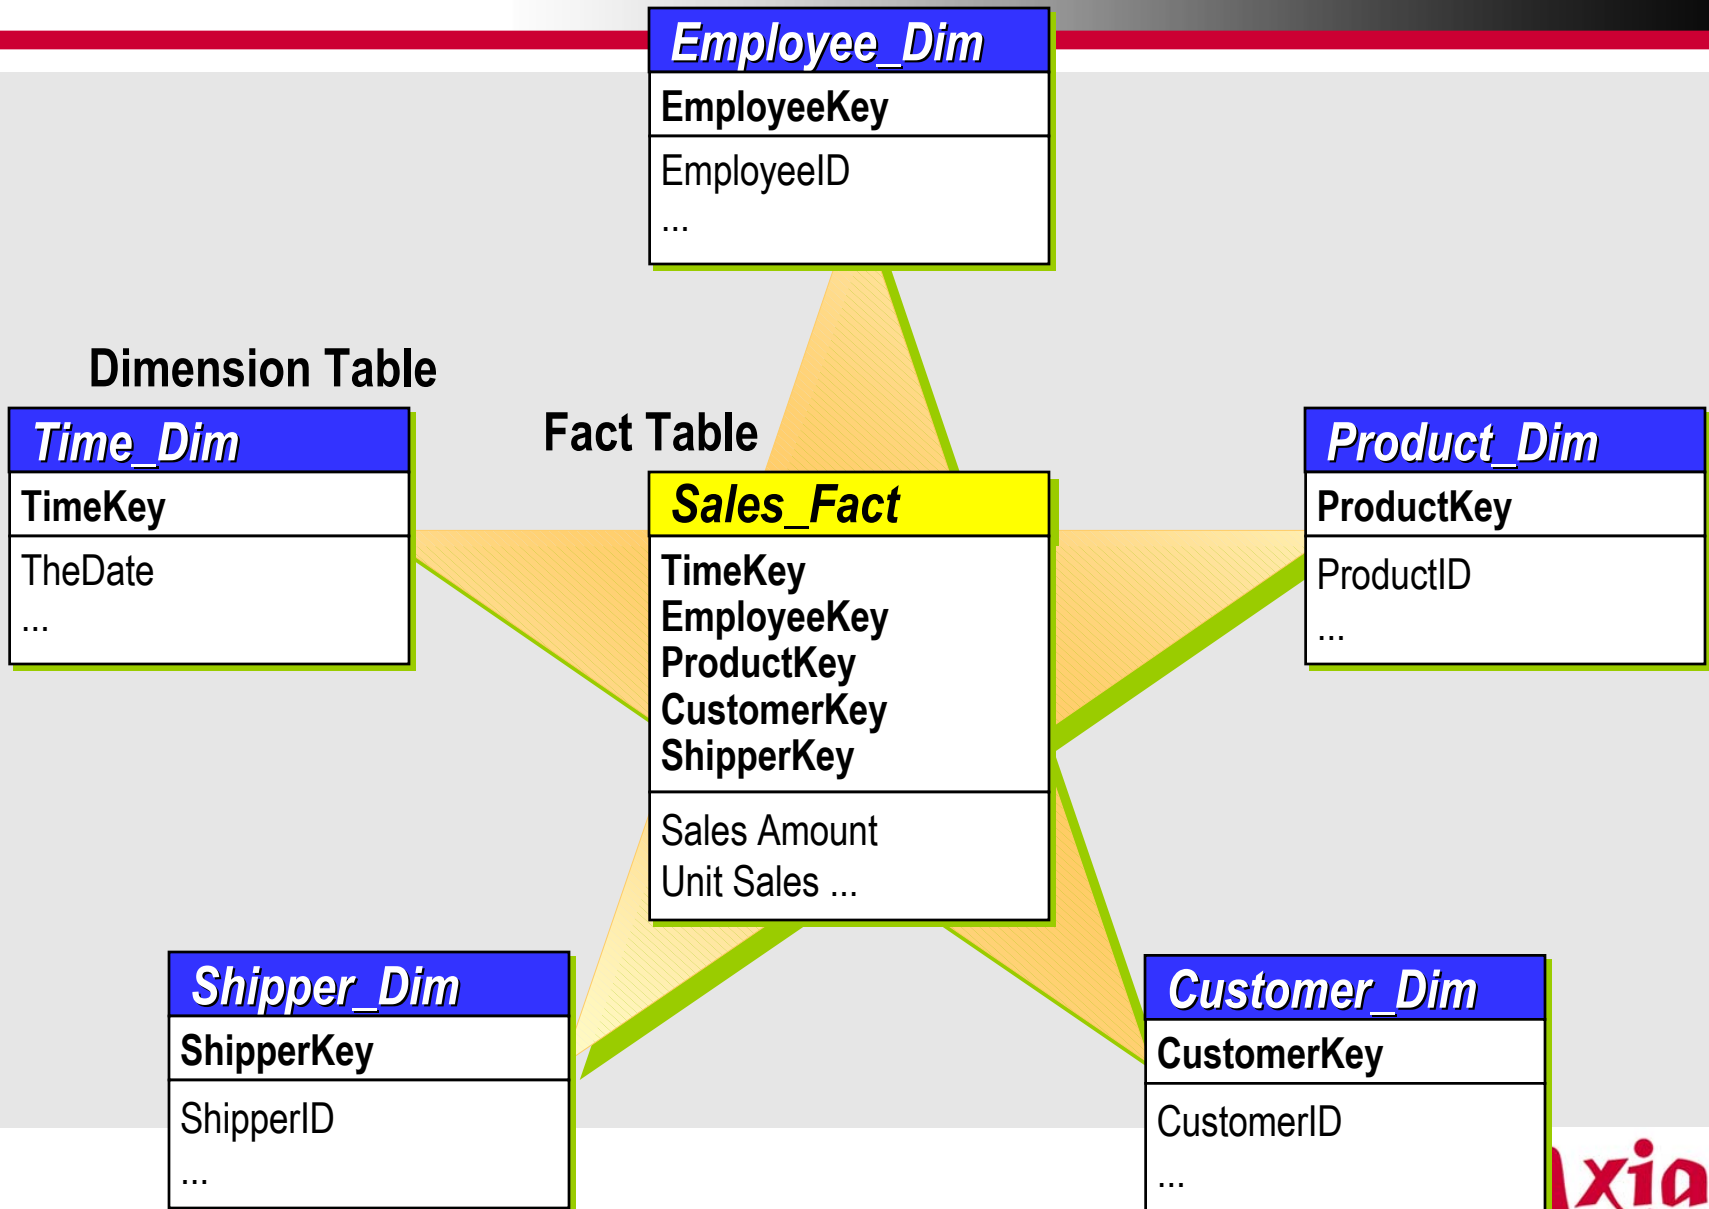 Employee_Dim
EmployeeKey
EmployeeID
...
Dimension Table
Time_Dim
TimeKey
TheDate
...
Fact Table
Sales_Fact
TimeKey
EmployeeKey
ProductKey
CustomerKey
ShipperKey
Sales Amount
Unit Sales ...
Product_Dim
ProductKey
ProductID
...
Shipper_Dim
ShipperKey
ShipperID
...
Customer_Dim
CustomerKey
CustomerID
...